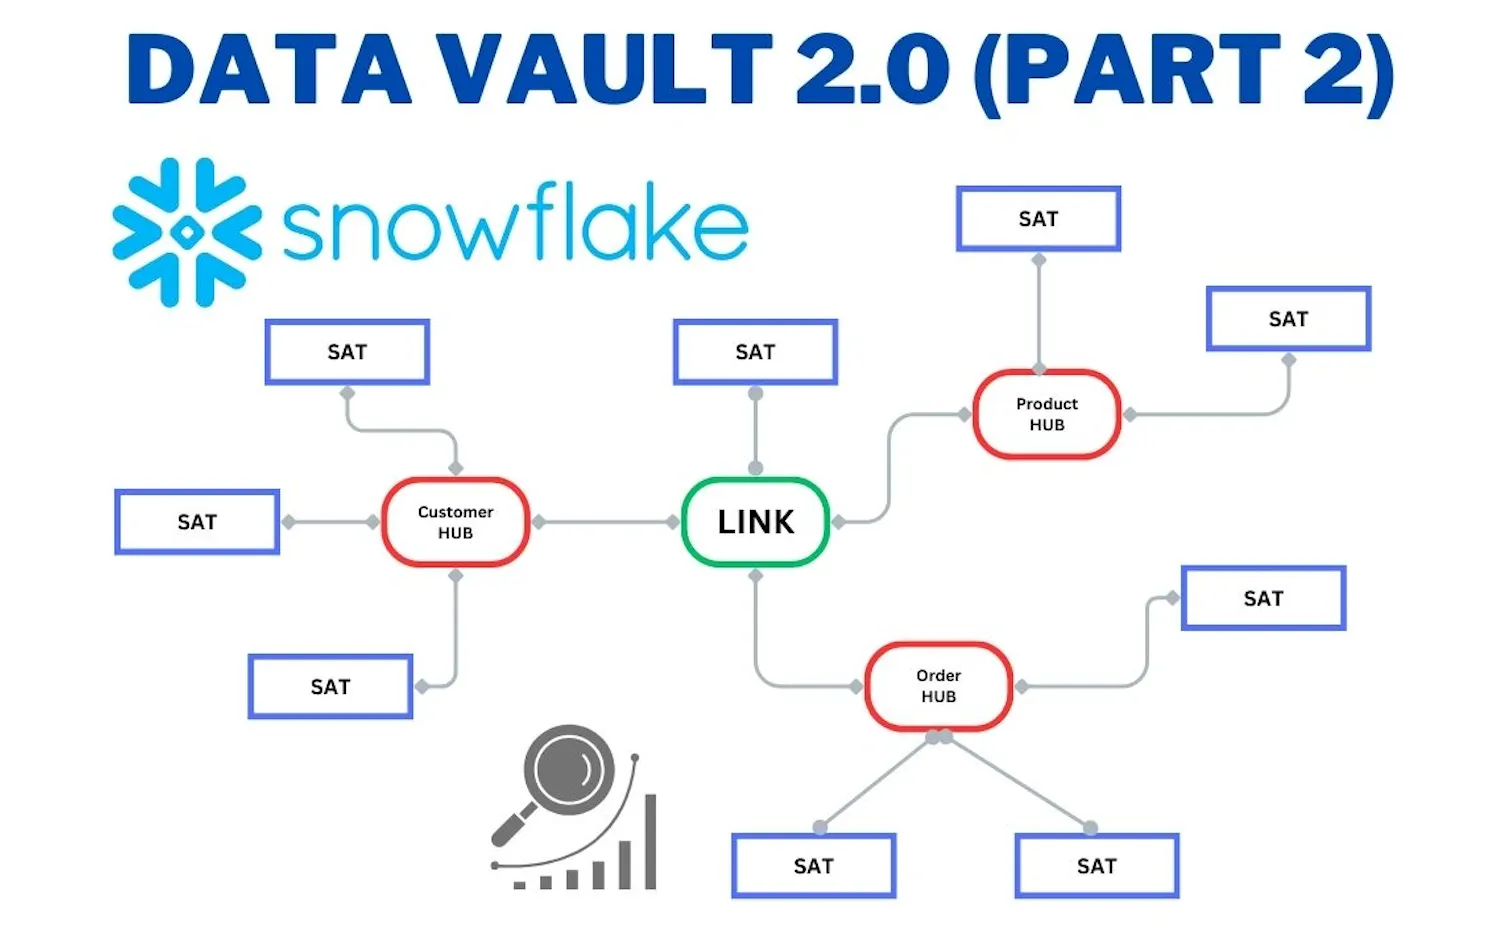 DATA VAULT 2.0 (PART 2)
snowflake
SAT
SAT
SAT
SAT
Product
HUB
SAT
Customer
HUB
LINK
SAT
SAT
Order
HUB
SAT
SAT
SAT